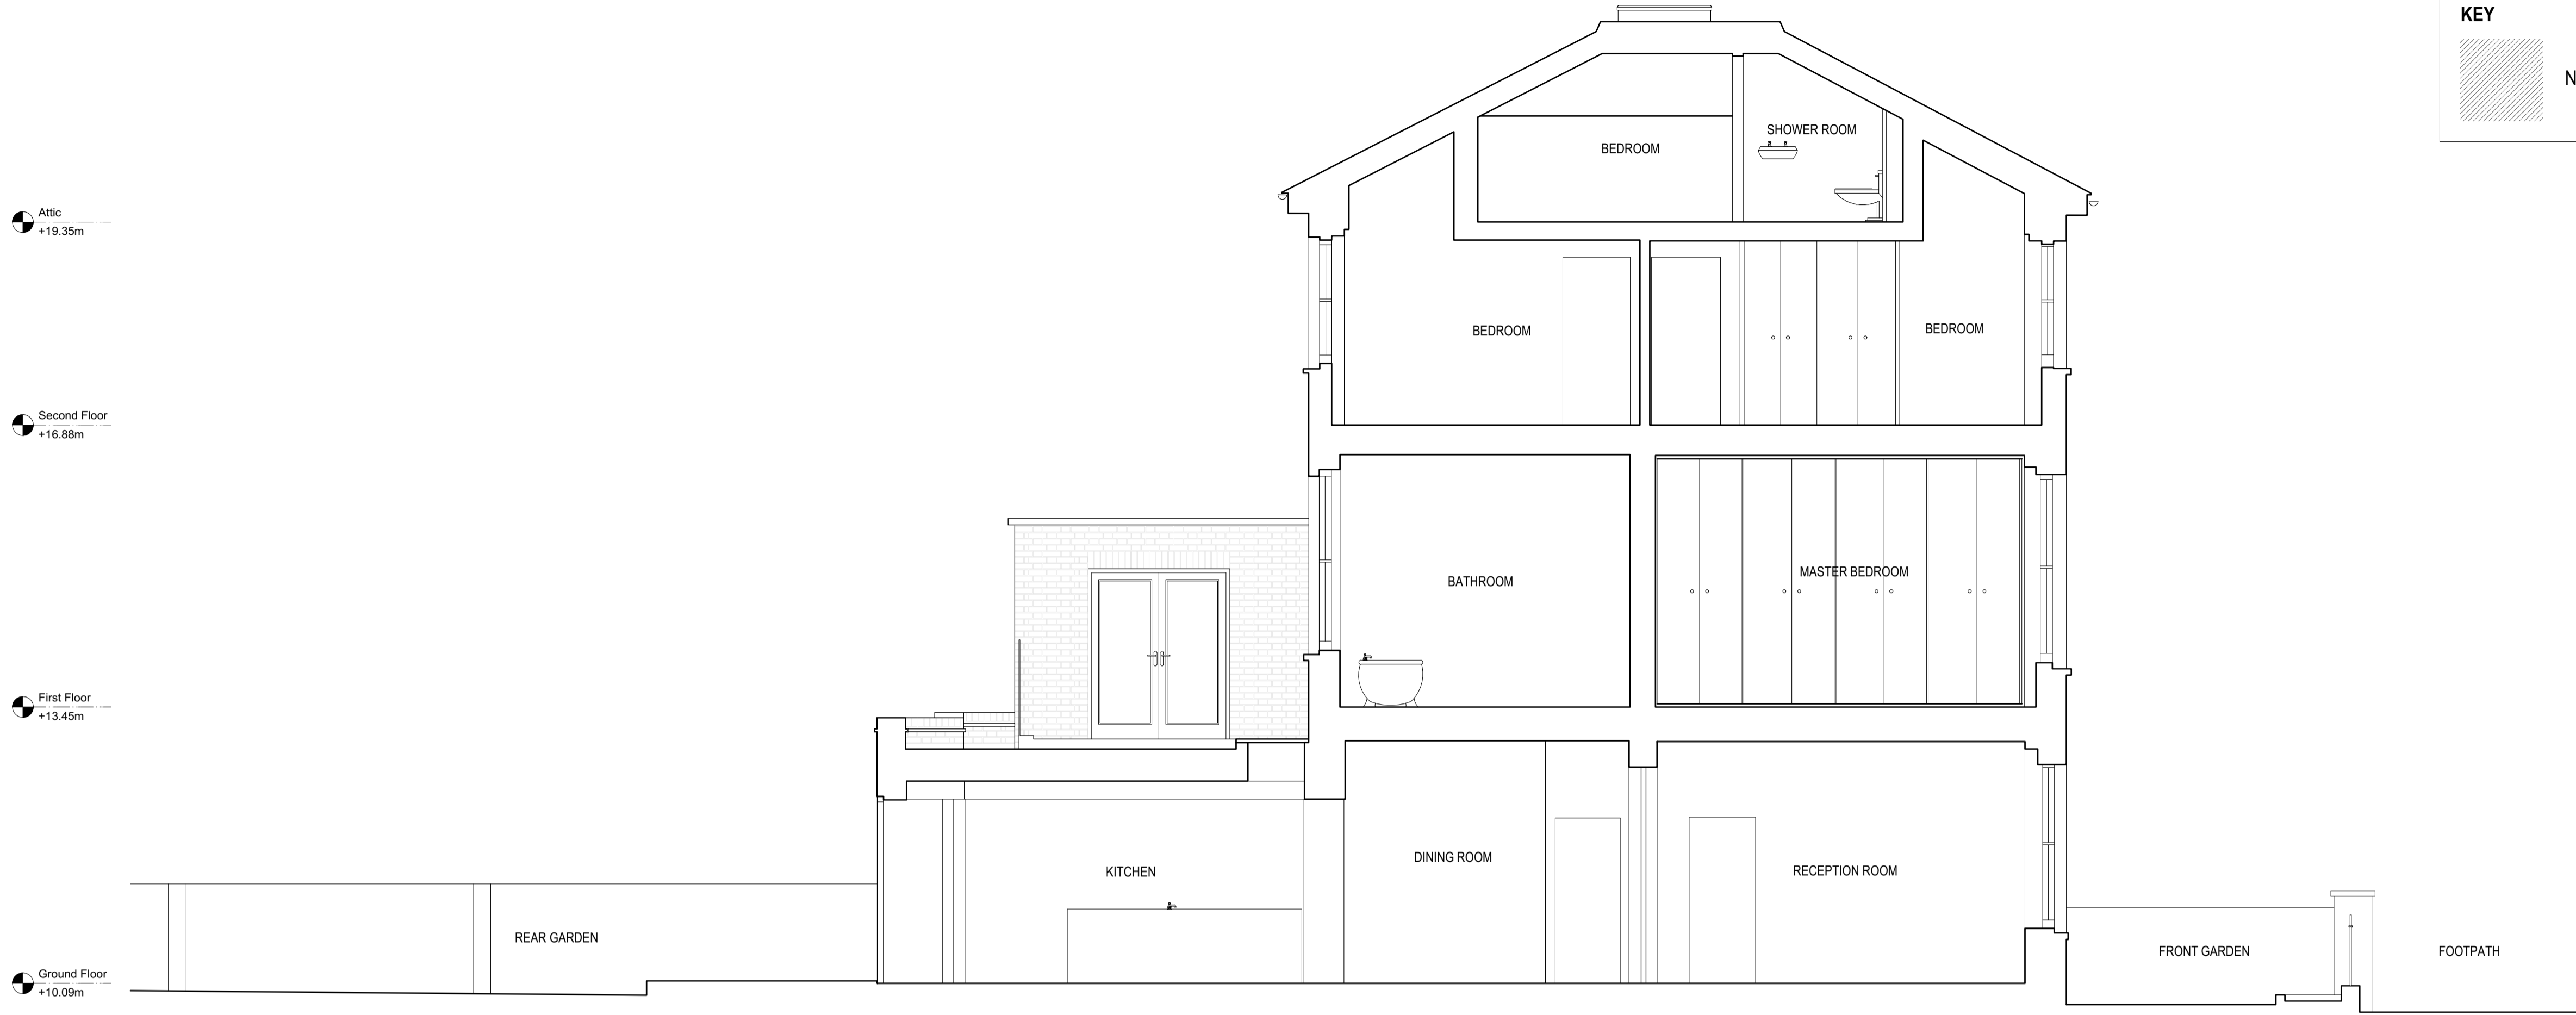 KEY
N
SHOWER ROOM
BEDROOM
Attic
+19.35m
BEDROOM
BEDROOM
Second Floor
+16.88m
MASTER BEDROOM
BATHROOM
First Floor
+13.45m
DINING ROOM
KITCHEN
RECEPTION ROOM
REAR GARDEN
FRONT GARDEN
FOOTPATH
Ground Floor
+10.09m